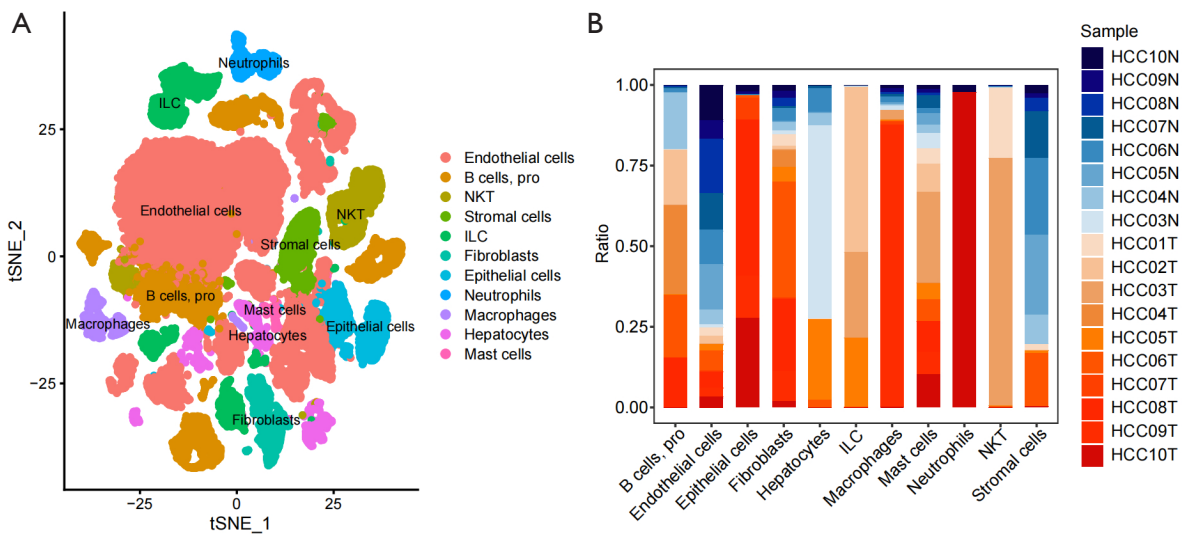 A
tSNE_2
25
0
−25
−25
0
25
tSNE_1
Neutrophils
ILC
Endothelial cells
NKT
Stromal cells
B cells, pro
Macrophages
Mast cells
Hepatocytes
Epithelial cells
Fibroblasts
Endothelial cells
B cells, pro
NKT
Stromal cells
ILC
Fibroblasts
Epithelial cells
Neutrophils
Macrophages
Hepatocytes
Mast cells
B
Ratio
1.00
0.75
0.50
0.25
0.00
B cells, pro
Endothelial cells
Epithelial cells
Fibroblasts
Hepatocytes
ILC
Macrophages
Mast cells
Neutrophils
NKT
Stromal cells
Sample
HCC10N
HCC09N
HCC08N
HCC07N
HCC06N
HCC05N
HCC04N
HCC03N
HCC01T
HCC02T
HCC03T
HCC04T
HCC05T
HCC06T
HCC07T
HCC08T
HCC09T
HCC10T